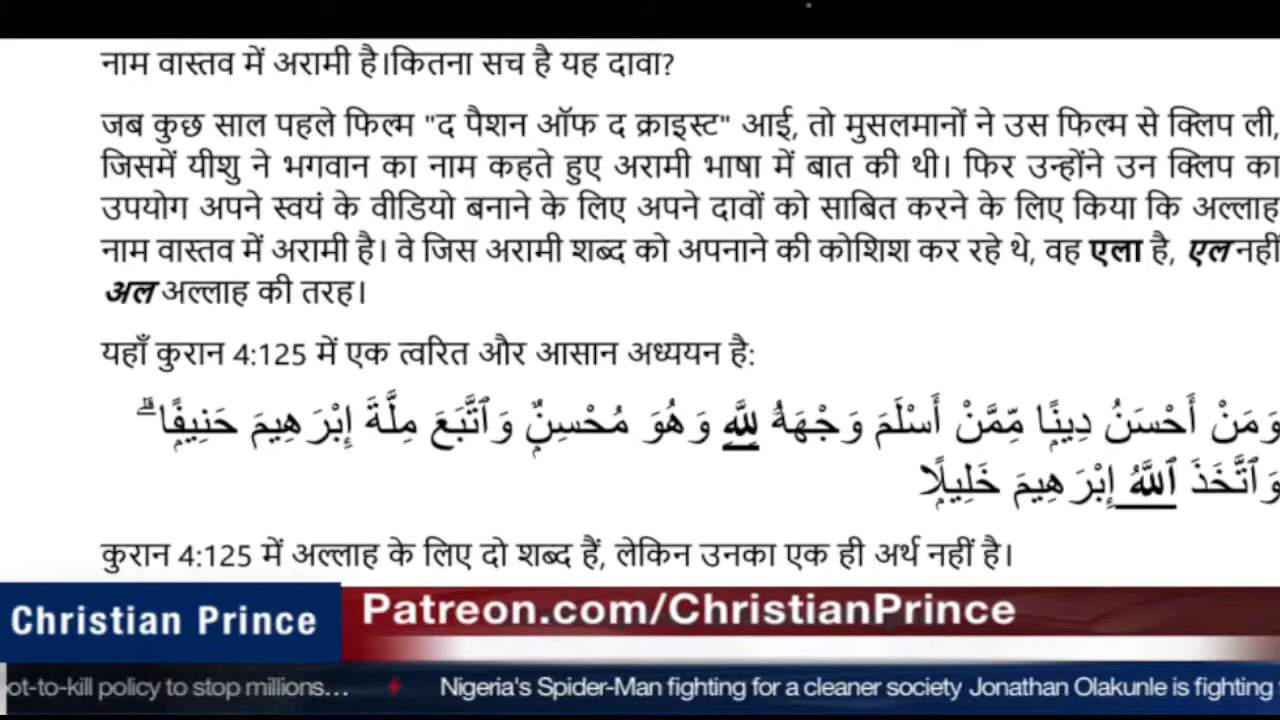 नाम वास्तव में अरामी है।कितना सच है यह दावा?
जब कुछ साल पहले फिल्म "द पैशन ऑफ द क्राइस्ट" आई, तो मुसलमानों ने उस फिल्म से क्लिप ली,
जिसमें यीशु ने भगवान का नाम कहते हुए अरामी भाषा में बात की थी। फिर उन्होंने उन क्लिप का
उपयोग अपने स्वयं के वीडियो बनाने के लिए अपने दावों को साबित करने के लिए किया कि अल्लाह
नाम वास्तव में अरामी है। वे जिस अरामी शब्द को अपनाने की कोशिश कर रहे थे, वह एला है, एल नहीं
अल अल्लाह की तरह।
यहाँ कुरान 4:125 में एक त्वरित और आसान अध्ययन है:
وَمَنْ أَحْسَنُ دِينًا مِّمَّنْ أَسْلَمَ وَجْهَهُ لِلَّهِ وَهُوَ مُحْسِنٌ وَٱتَّبَعَ مِلَّةَ إِبْرَهِيمَ حَنِيفًا ۗ
وَٱتَّخَذَ ٱللَّهُ إِبْرَهِيمَ خَلِيلًا
कुरान 4:125 में अल्लाह के लिए दो शब्द हैं, लेकिन उनका एक ही अर्थ नहीं है।
Christian Prince
Patreon.com/ChristianPrince
ot-to-kill policy to stop millions... Nigeria's Spider-Man fighting for a cleaner society Jonathan Olakunle is fighting